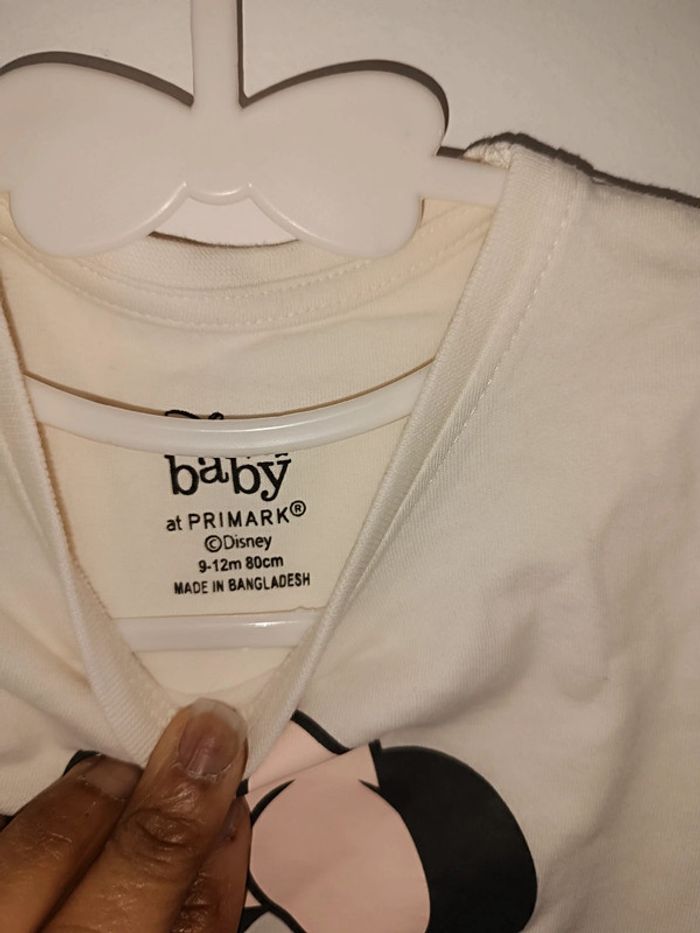 baby
at PRIMARK®
©Disney
9-12m 80cm
MADE IN BANGLADESH